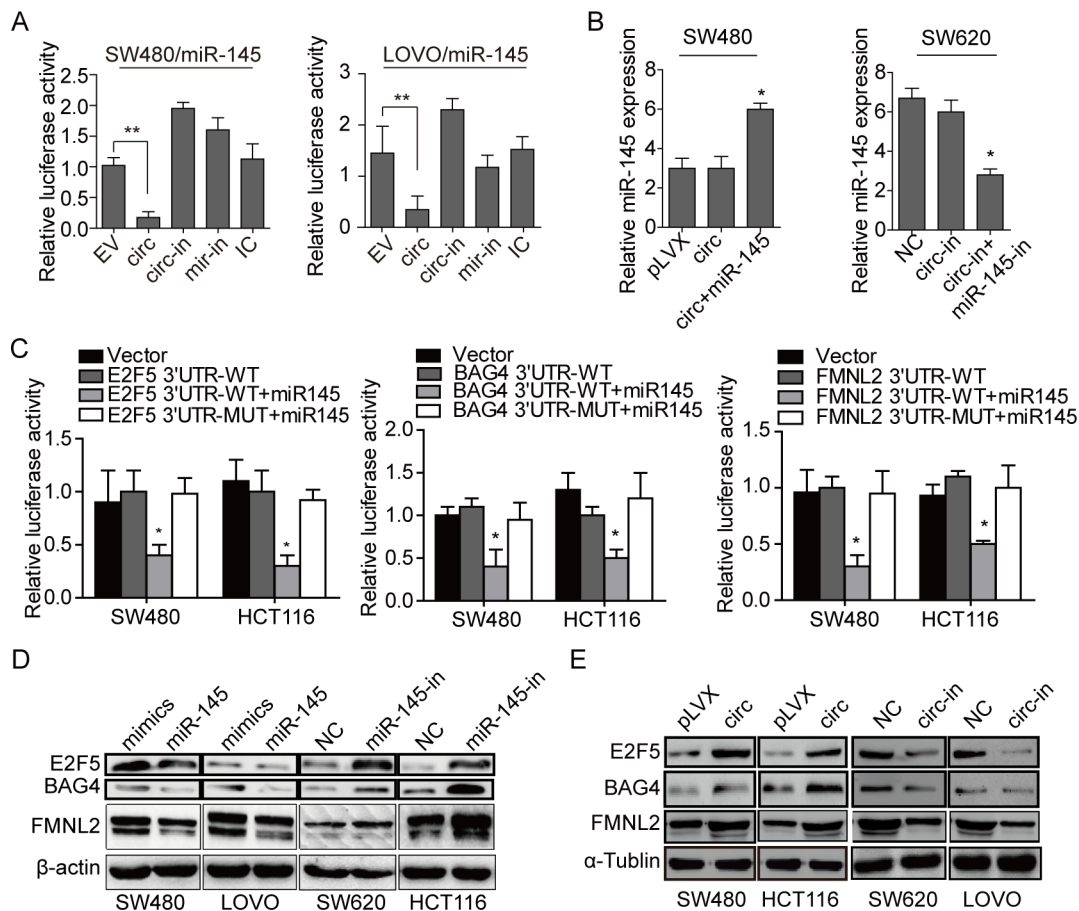 A
SW480/miR-145
Relative luciferase activity
2.5
2.0
1.5
1.0
0.5
0.0
**
EV
circ
circ-in
mir-in
IC
LOVO/miR-145
Relative luciferase activity
3
2
1
0
**
EV
circ
circ-in
mir-in
IC
B
SW480
Relative miR-145 expression
8
6
4
2
0
*
pLVX
circ
circ+miR-145
SW620
Relative miR-145 expression
8
6
4
2
0
*
NC
circ-in
circ-in+
miR-145-in
C
Vector
E2F5 3'UTR-WT
E2F5 3'UTR-WT+miR145
E2F5 3'UTR-MUT+miR145
Relative luciferase activity
1.5
1.0
0.5
0.0
*
*
SW480
HCT116
Vector
BAG4 3'UTR-WT
BAG4 3'UTR-WT+miR145
BAG4 3'UTR-MUT+miR145
Relative luciferase activity
2.0
1.5
1.0
0.5
0.0
*
*
SW480
HCT116
Vector
FMNL2 3'UTR-WT
FMNL2 3'UTR-WT+miR145
FMNL2 3'UTR-MUT+miR145
Relative luciferase activity
1.5
1.0
0.5
0.0
*
*
SW480
HCT116
D
mimics miR-145 mimics miR-145 NC miR-145-in NC miR-145-in
E2F5
BAG4
FMNL2
β-actin
SW480 LOVO SW620 HCT116
E
pLVX circ pLVX circ NC circ-in NC circ-in
E2F5
BAG4
FMNL2
α-Tublin
SW480 HCT116 SW620 LOVO